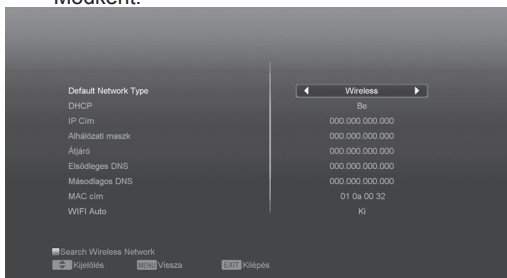 Módként.
Default Network Type Wireless
DHCP Be
IP Cím 000.000.000.000
Alhálózati maszk 000.000.000.000
Átjáró 000.000.000.000
Elsődleges DNS 000.000.000.000
Másodlagos DNS 000.000.000.000
MAC cím 01 0a 00 32
WIFI Auto Ki
Search Wireless Network
Kijelölés MENU Vissza EXIT Kilépés